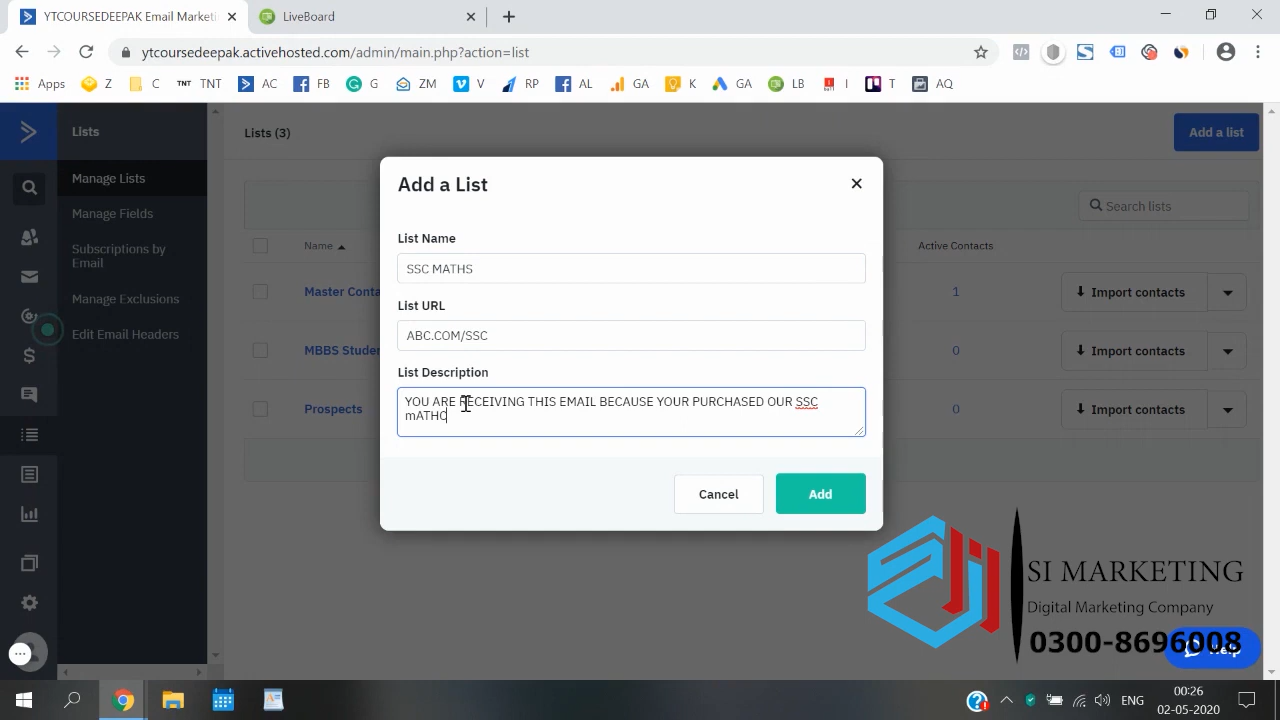 YTCOURSEDEEPAK Email Marketi
LiveBoard
ytcoursedeepak.activehosted.com/admin/main.php?action=list
Apps Z C TNT TNT AC FB G ZM V RP AL GA K GA LB I T AQ
Lists
Lists (3)
Add a list
Manage Lists
Manage Fields
Subscriptions by
Email
Manage Exclusions
Edit Email Headers
Search lists
Name
Active Contacts
Master Conta
1
Import contacts
MBBS Studen
0
Import contacts
Prospects
0
Import contacts
Add a List
List Name
SSC MATHS
List URL
ABC.COM/SSC
List Description
YOU ARE RECEIVING THIS EMAIL BECAUSE YOUR PURCHASED OUR SSC
mATHC
Cancel
Add
SI MARKETING
Digital Marketing Company
0300-8696008
Help
ENG
00:26
02-05-2020